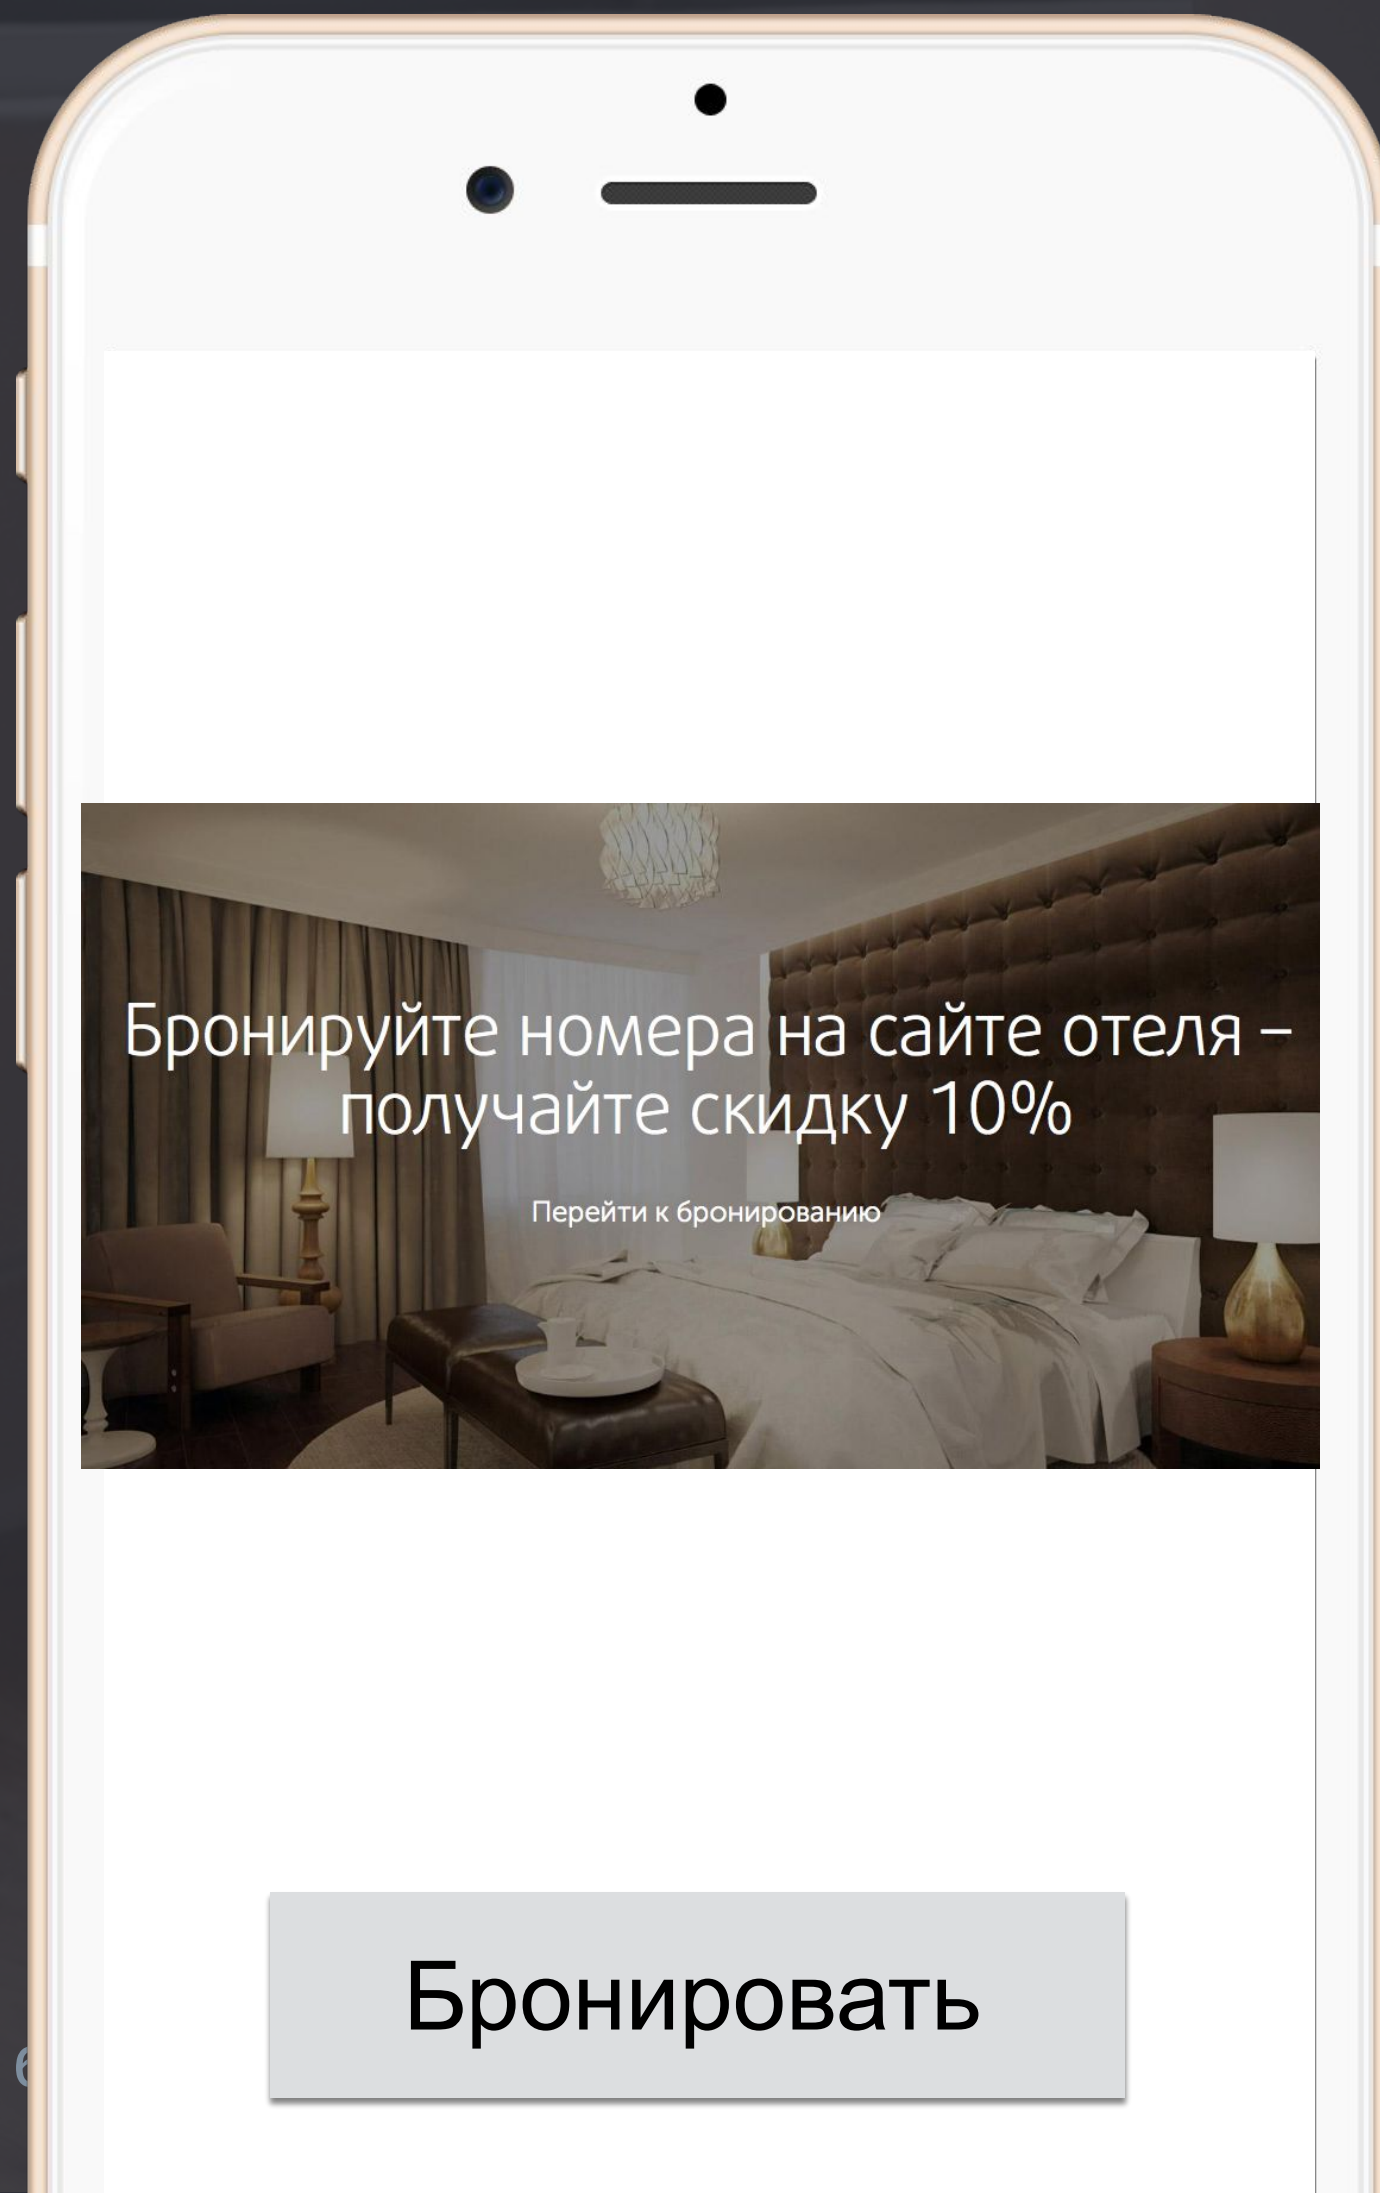 Бронируйте номера на сайте отеля –
получайте скидку 10%
Перейти к бронированию
Бронировать